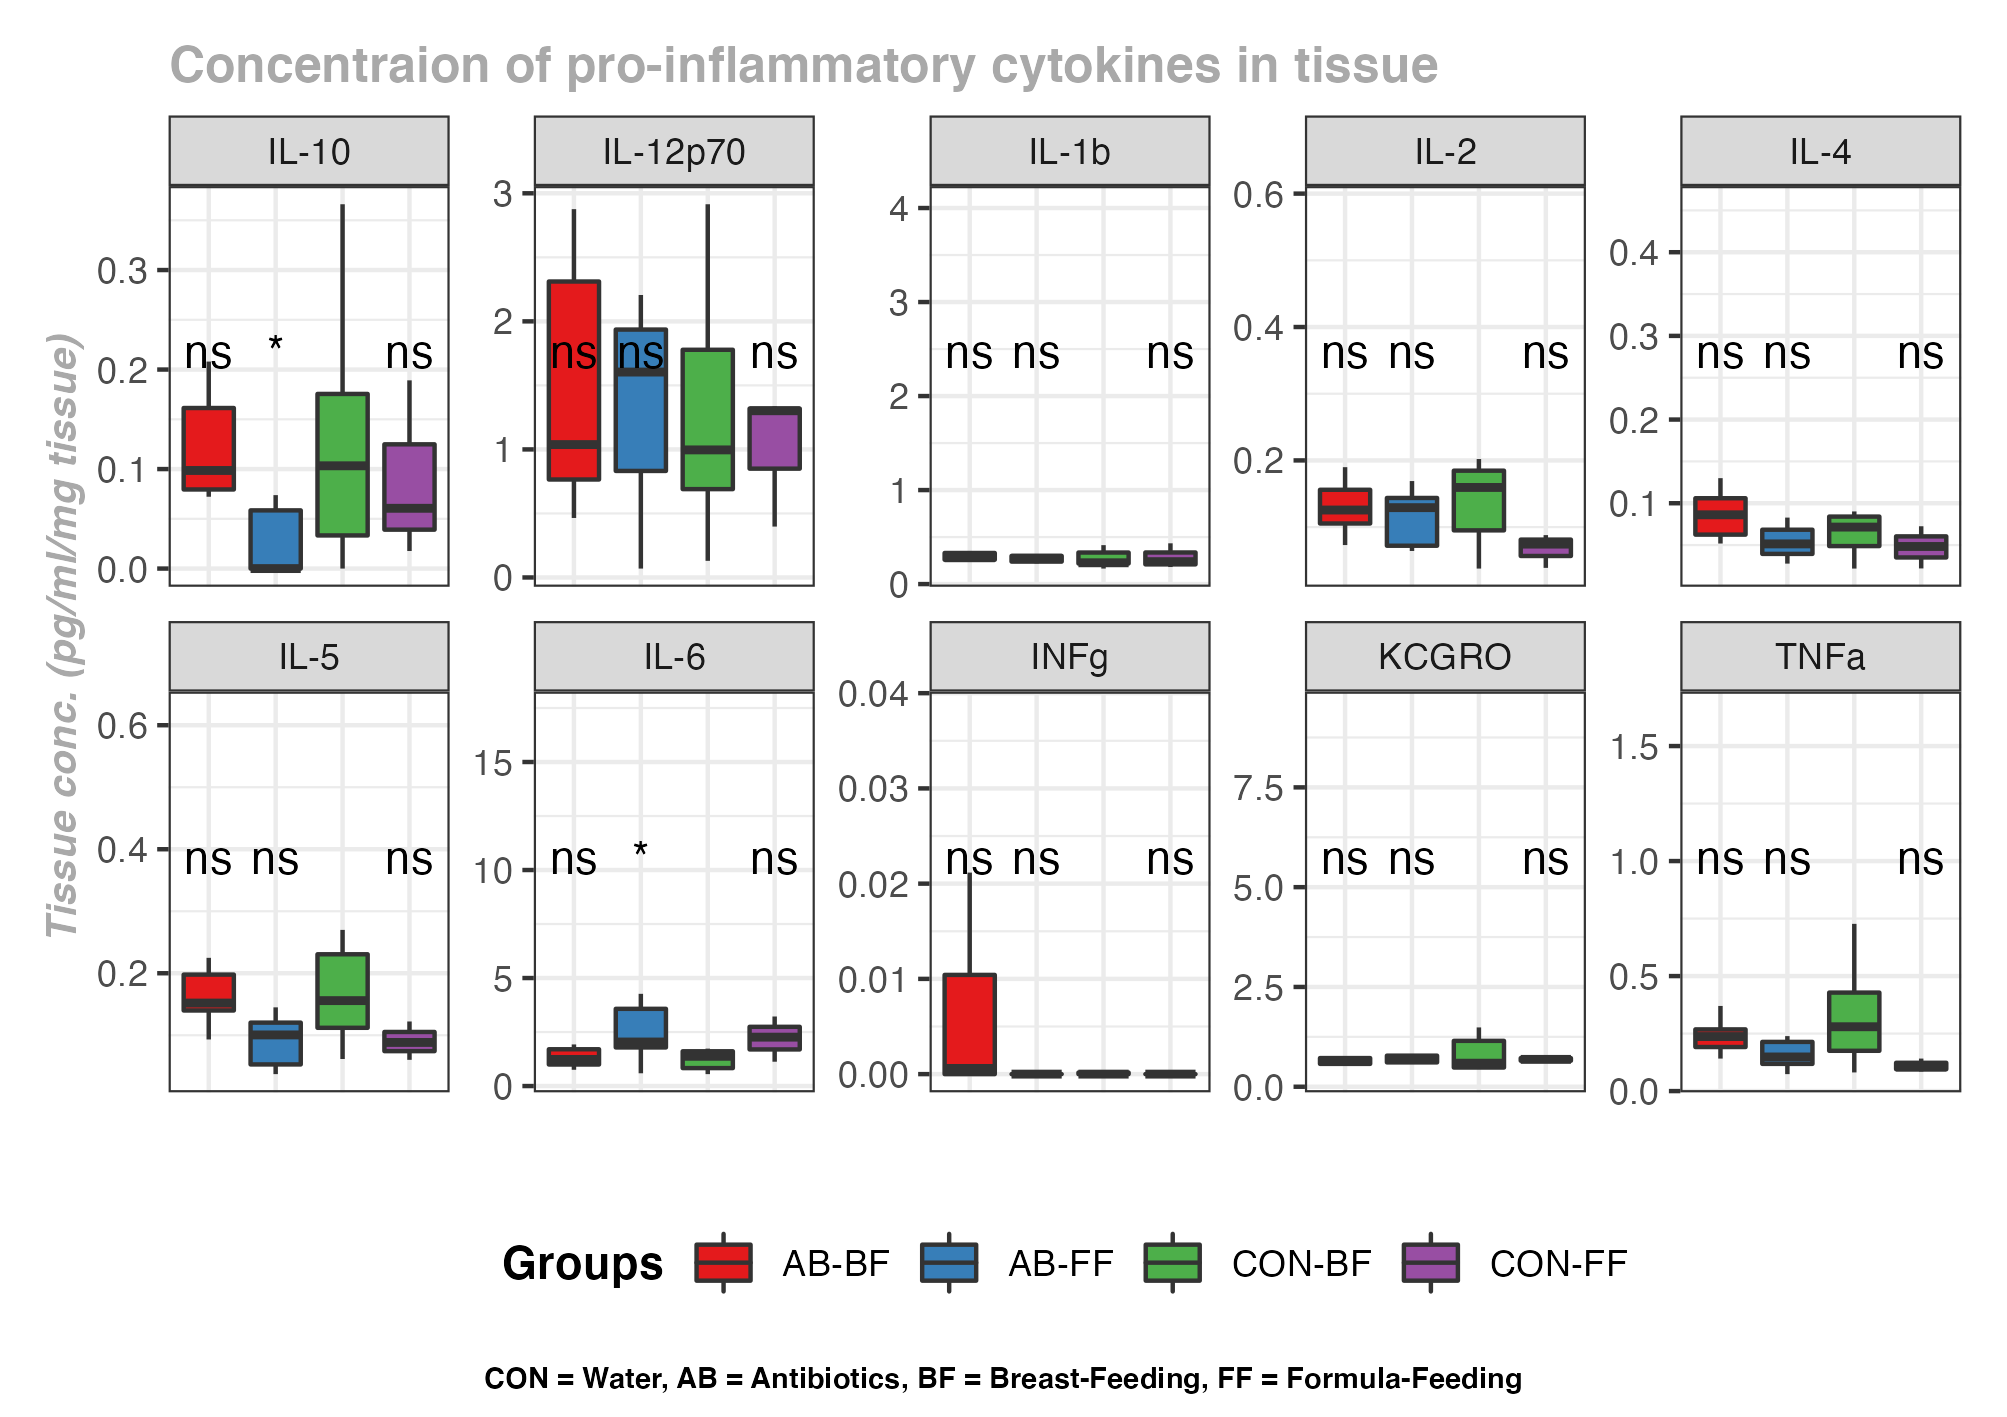 Concentraion of pro-inflammatory cytokines in tissue
Tissue conc. (pg/ml/mg tissue)
IL-10
0.3
0.2
0.1
0.0
ns * ns
IL-12p70
3
2
1
0
ns ns ns
IL-1b
4
3
2
1
0
ns ns ns
IL-2
0.6
0.4
0.2
ns ns ns
IL-4
0.4
0.3
0.2
0.1
ns ns ns
IL-5
0.6
0.4
0.2
ns ns ns
IL-6
15
10
5
0
ns * ns
INFg
0.04
0.03
0.02
0.01
0.00
ns ns ns
KCGRO
7.5
5.0
2.5
0.0
ns ns ns
TNFa
1.5
1.0
0.5
0.0
ns ns ns
Groups AB-BF AB-FF CON-BF CON-FF
CON = Water, AB = Antibiotics, BF = Breast-Feeding, FF = Formula-Feeding